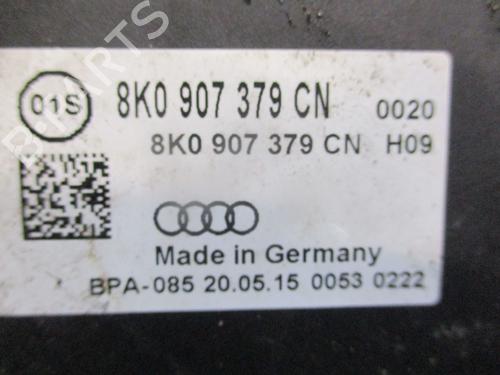 01S
8K0 907 379 CN 0020
8K0 907 379 CN H09
Made in Germany
BPA-085 20.05.15 0053 0222